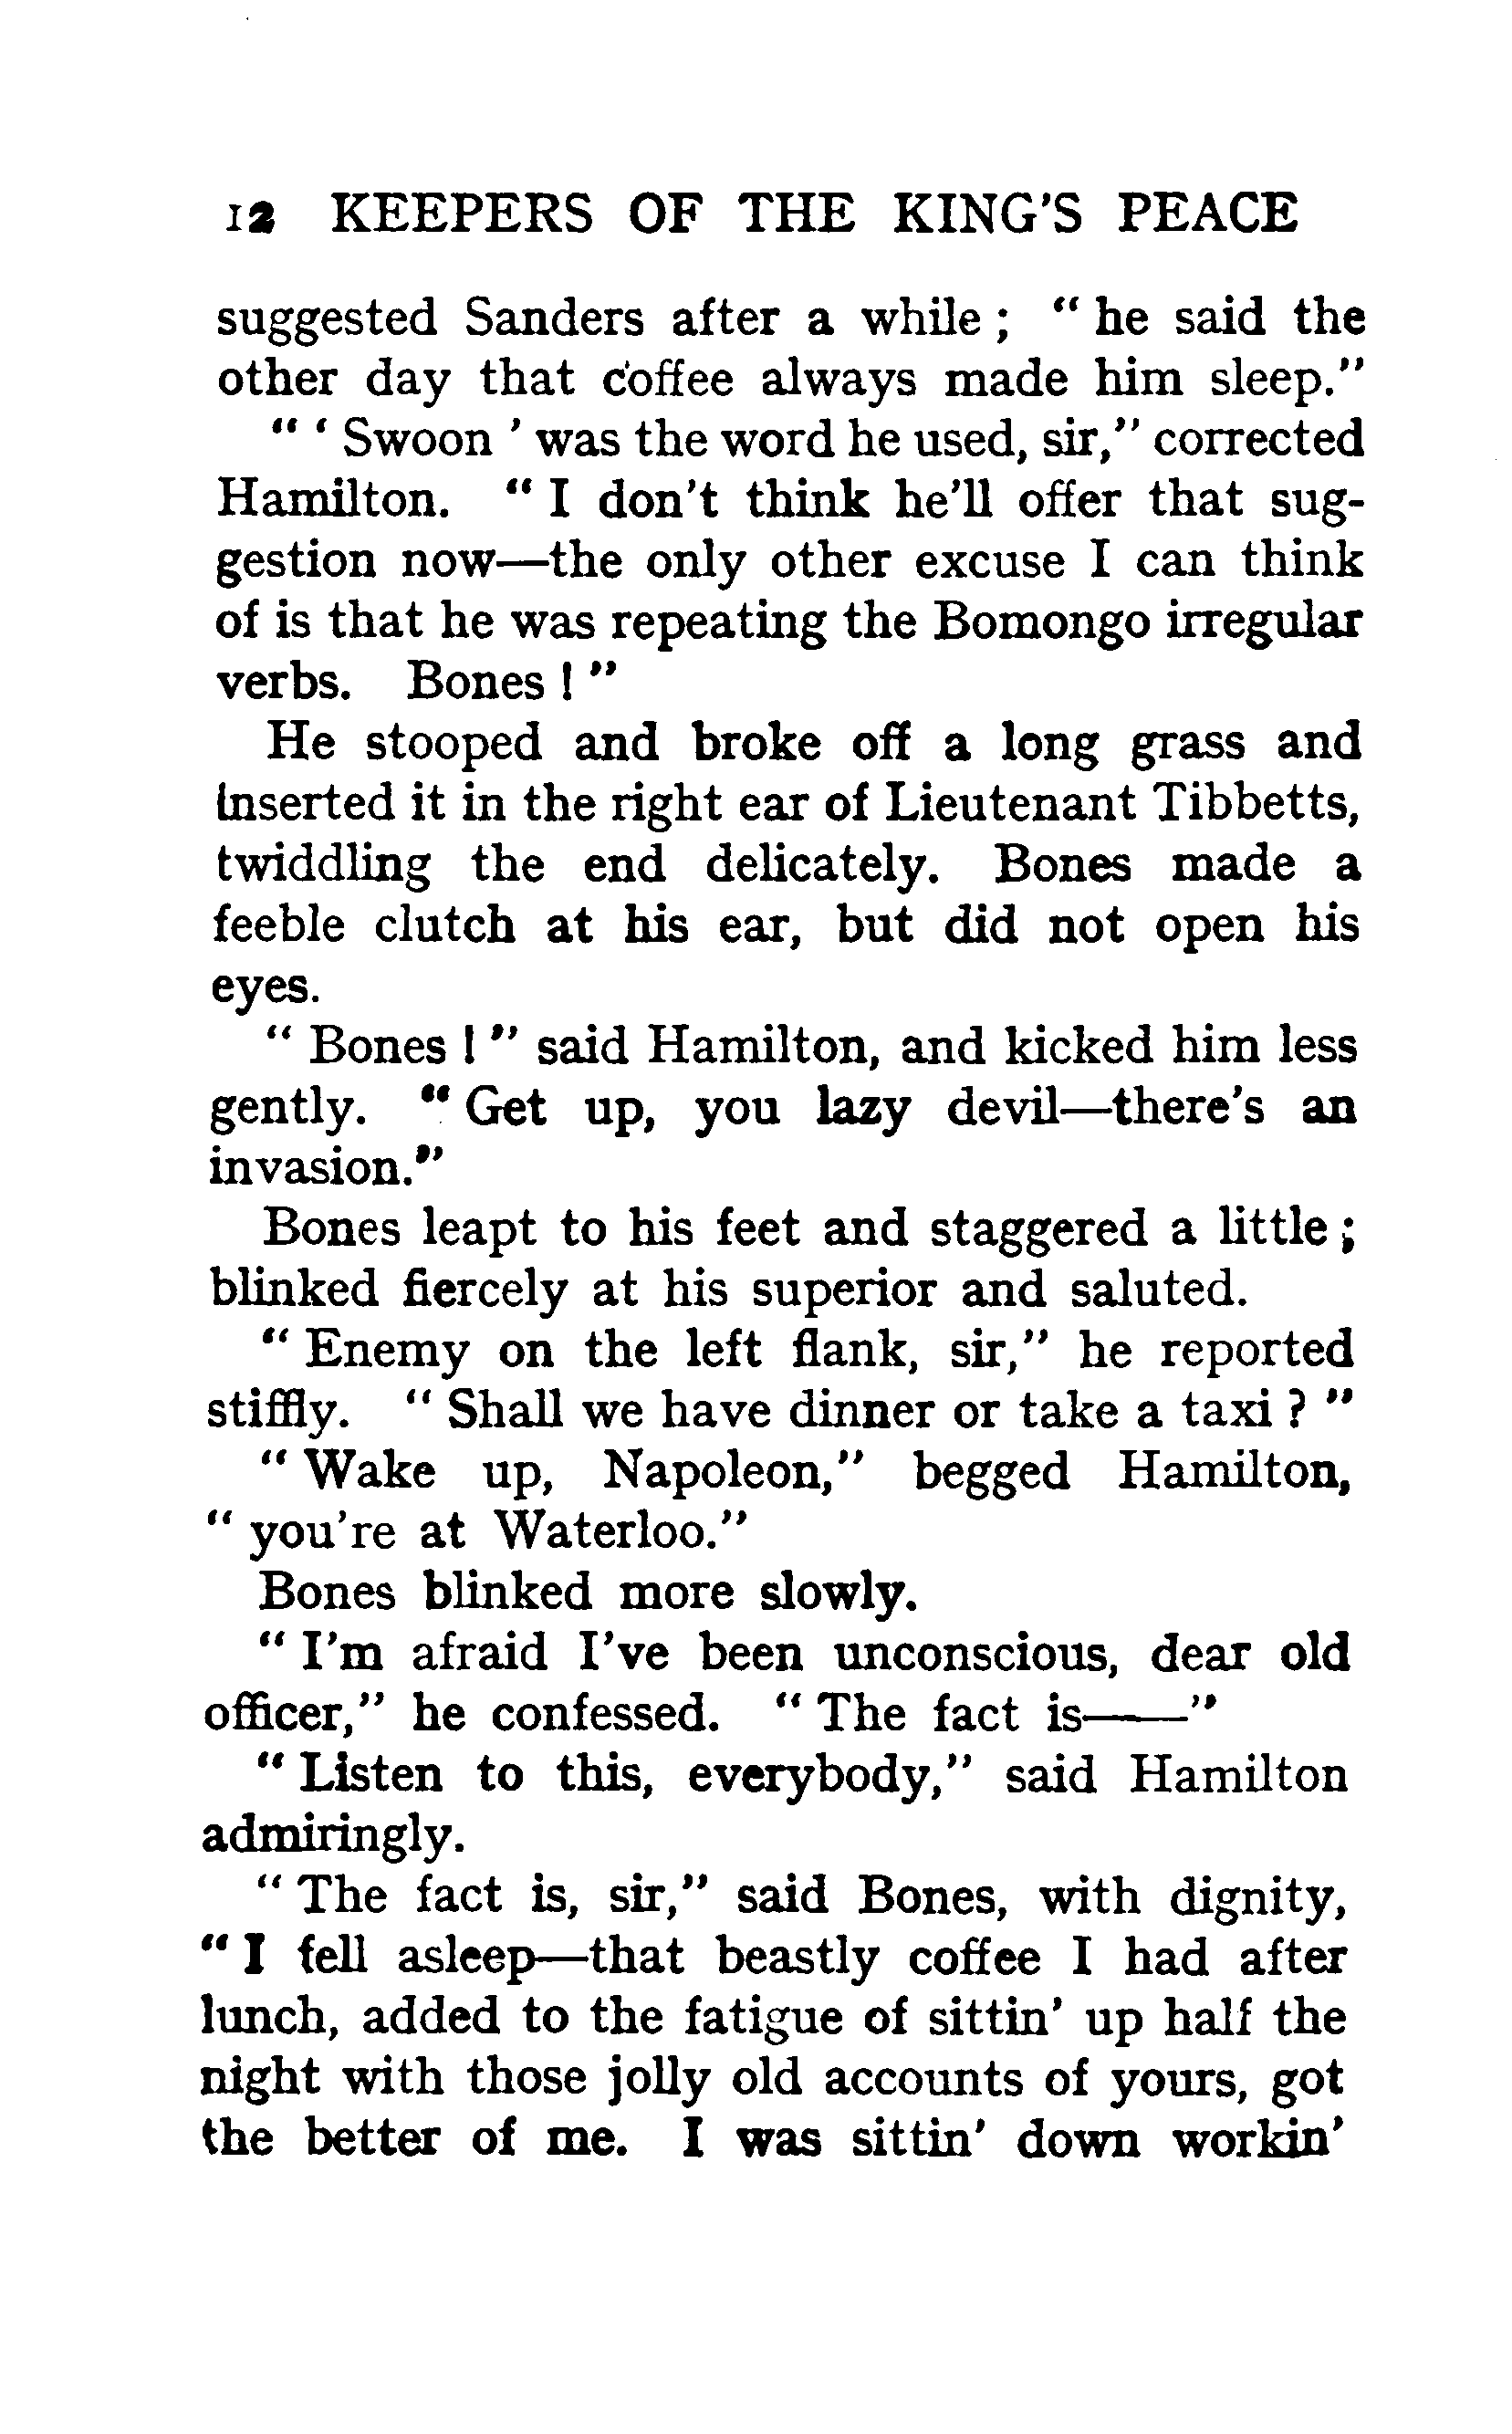 12 KEEPERS OF THE KING'S PEACE
suggested Sanders after a while; "he said the
other day that coffee always made him sleep."
"'Swoon' was the word he used, sir," corrected
Hamilton. "I don't think he'll offer that sug-
gestion now—the only other excuse I can think
of is that he was repeating the Bomongo irregular
verbs. Bones!"
He stooped and broke off a long grass and
inserted it in the right ear of Lieutenant Tibbetts,
twiddling the end delicately. Bones made a
feeble clutch at his ear, but did not open his
eyes.
"Bones!" said Hamilton, and kicked him less
gently. "Get up, you lazy devil—there's an
invasion."
Bones leapt to his feet and staggered a little;
blinked fiercely at his superior and saluted.
"Enemy on the left flank, sir," he reported
stiffly. "Shall we have dinner or take a taxi?"
"Wake up, Napoleon," begged Hamilton,
"you're at Waterloo."
Bones blinked more slowly.
"I'm afraid I've been unconscious, dear old
officer," he confessed. "The fact is——"
"Listen to this, everybody," said Hamilton
admiringly.
"The fact is, sir," said Bones, with dignity,
"I fell asleep—that beastly coffee I had after
lunch, added to the fatigue of sittin' up half the
night with those jolly old accounts of yours, got
the better of me. I was sittin' down workin'